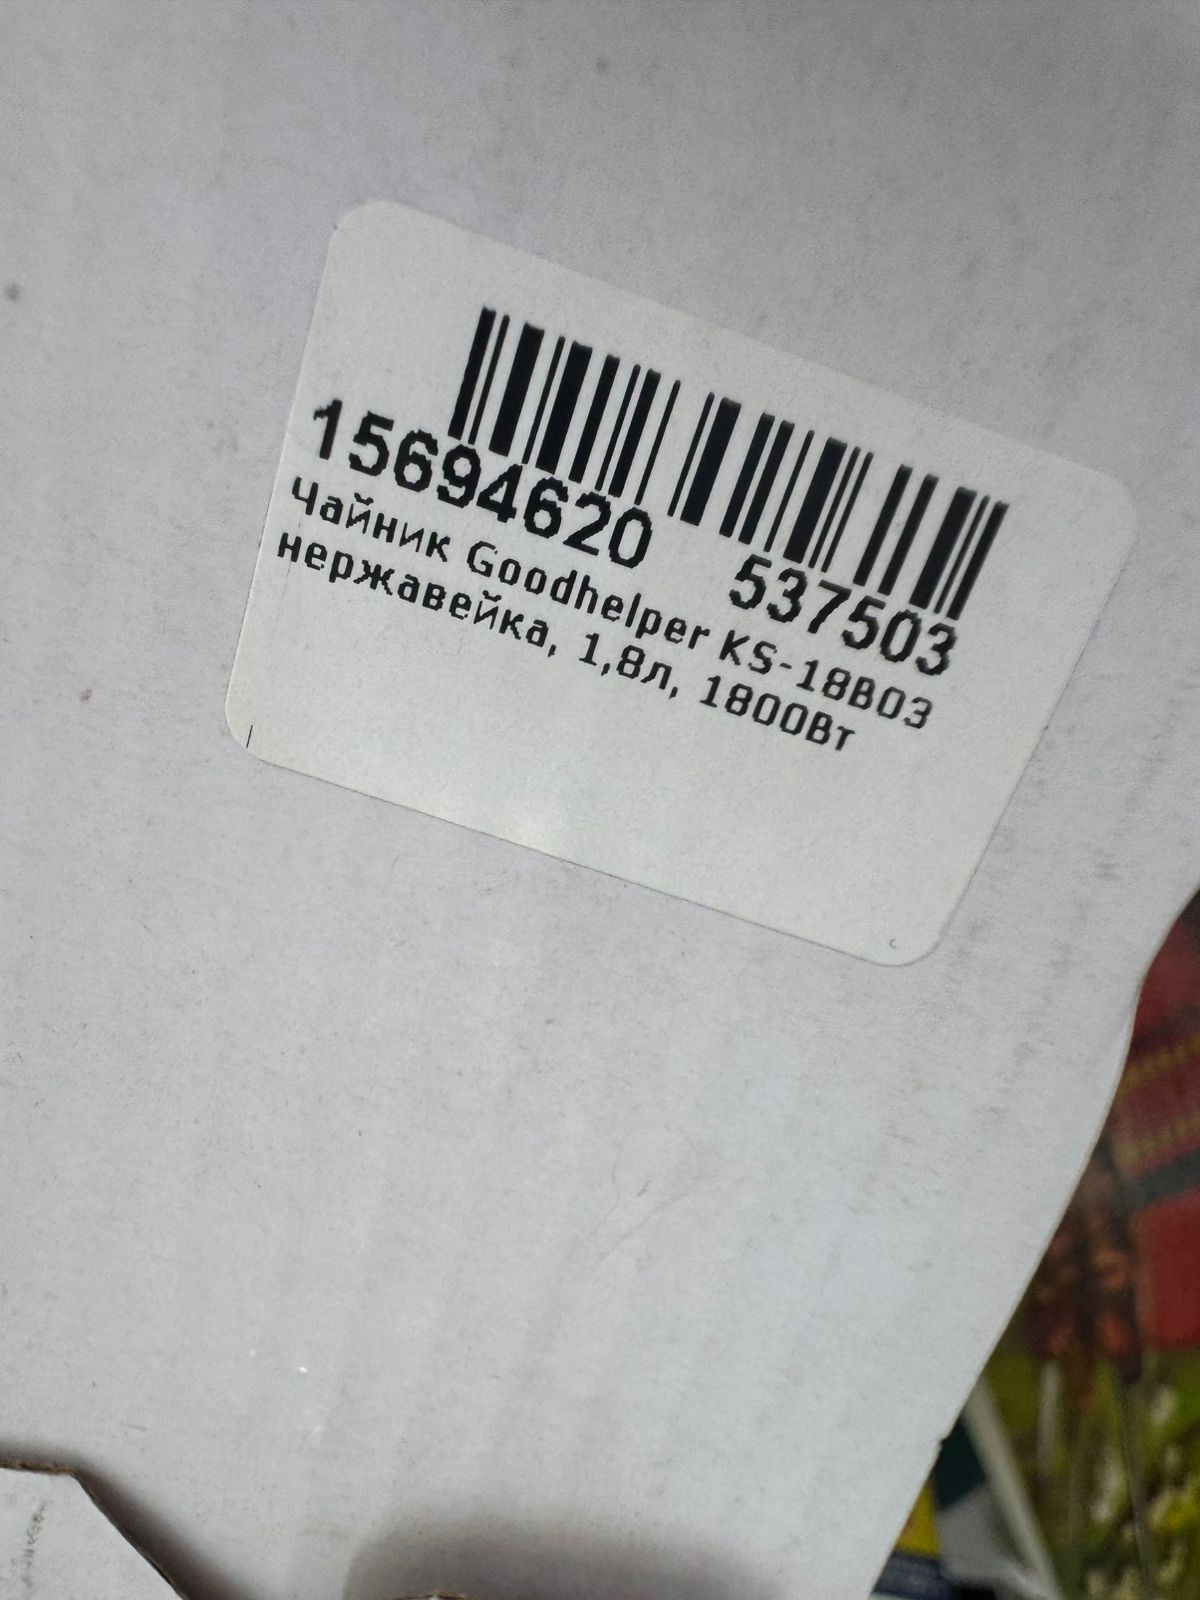 15694620 537503
Чайник Goodhelper KS-18B03
нержавейка, 1,8л, 1800Вт